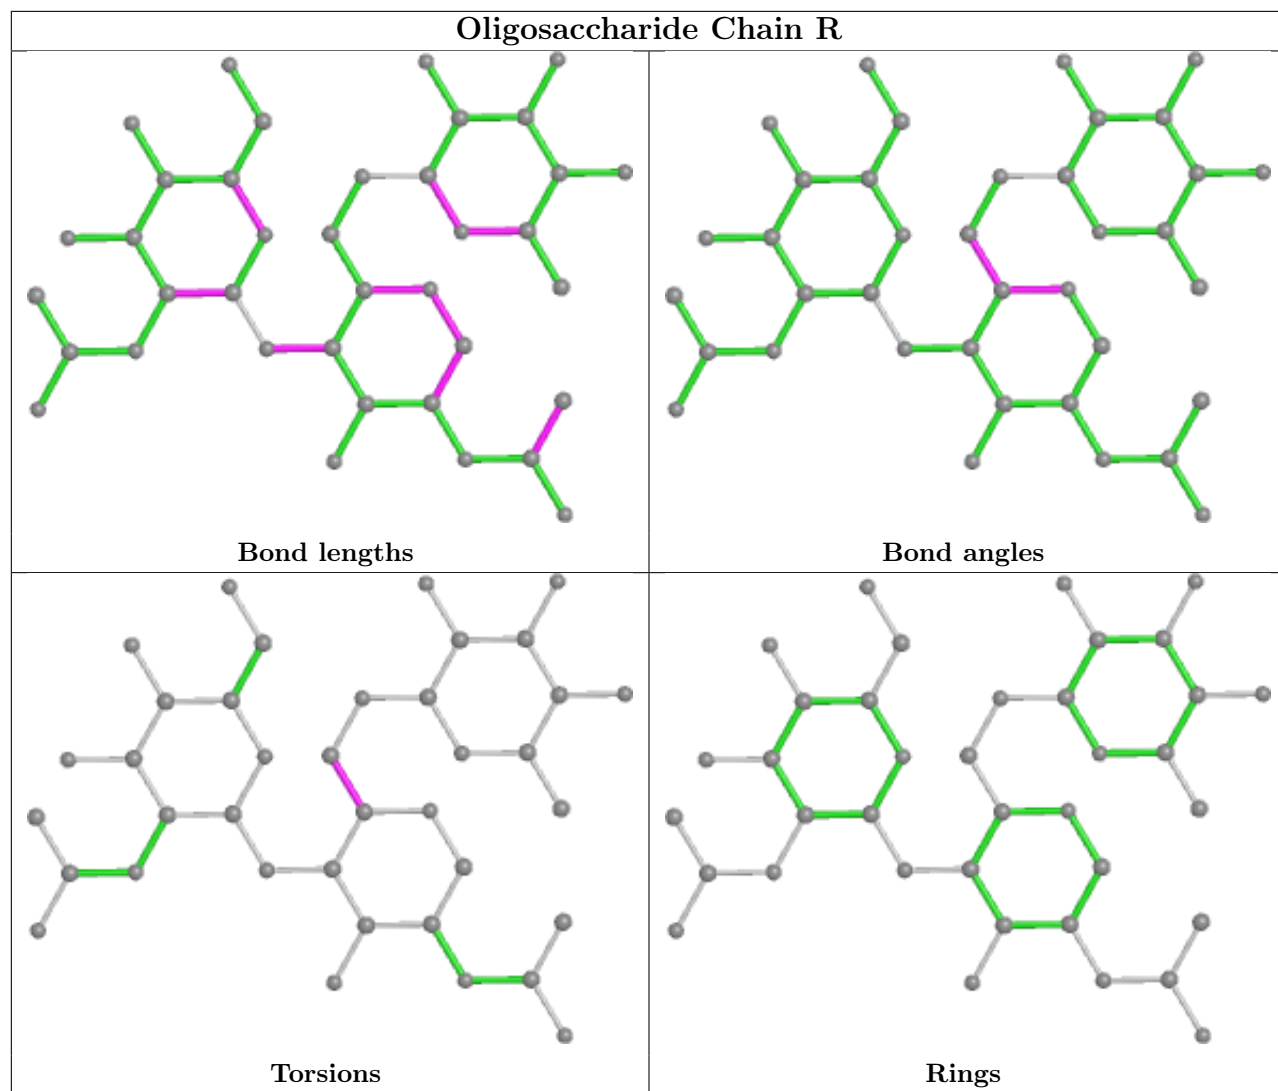 Oligosaccharide Chain R
Bond lengths
Bond angles
Torsions
Rings